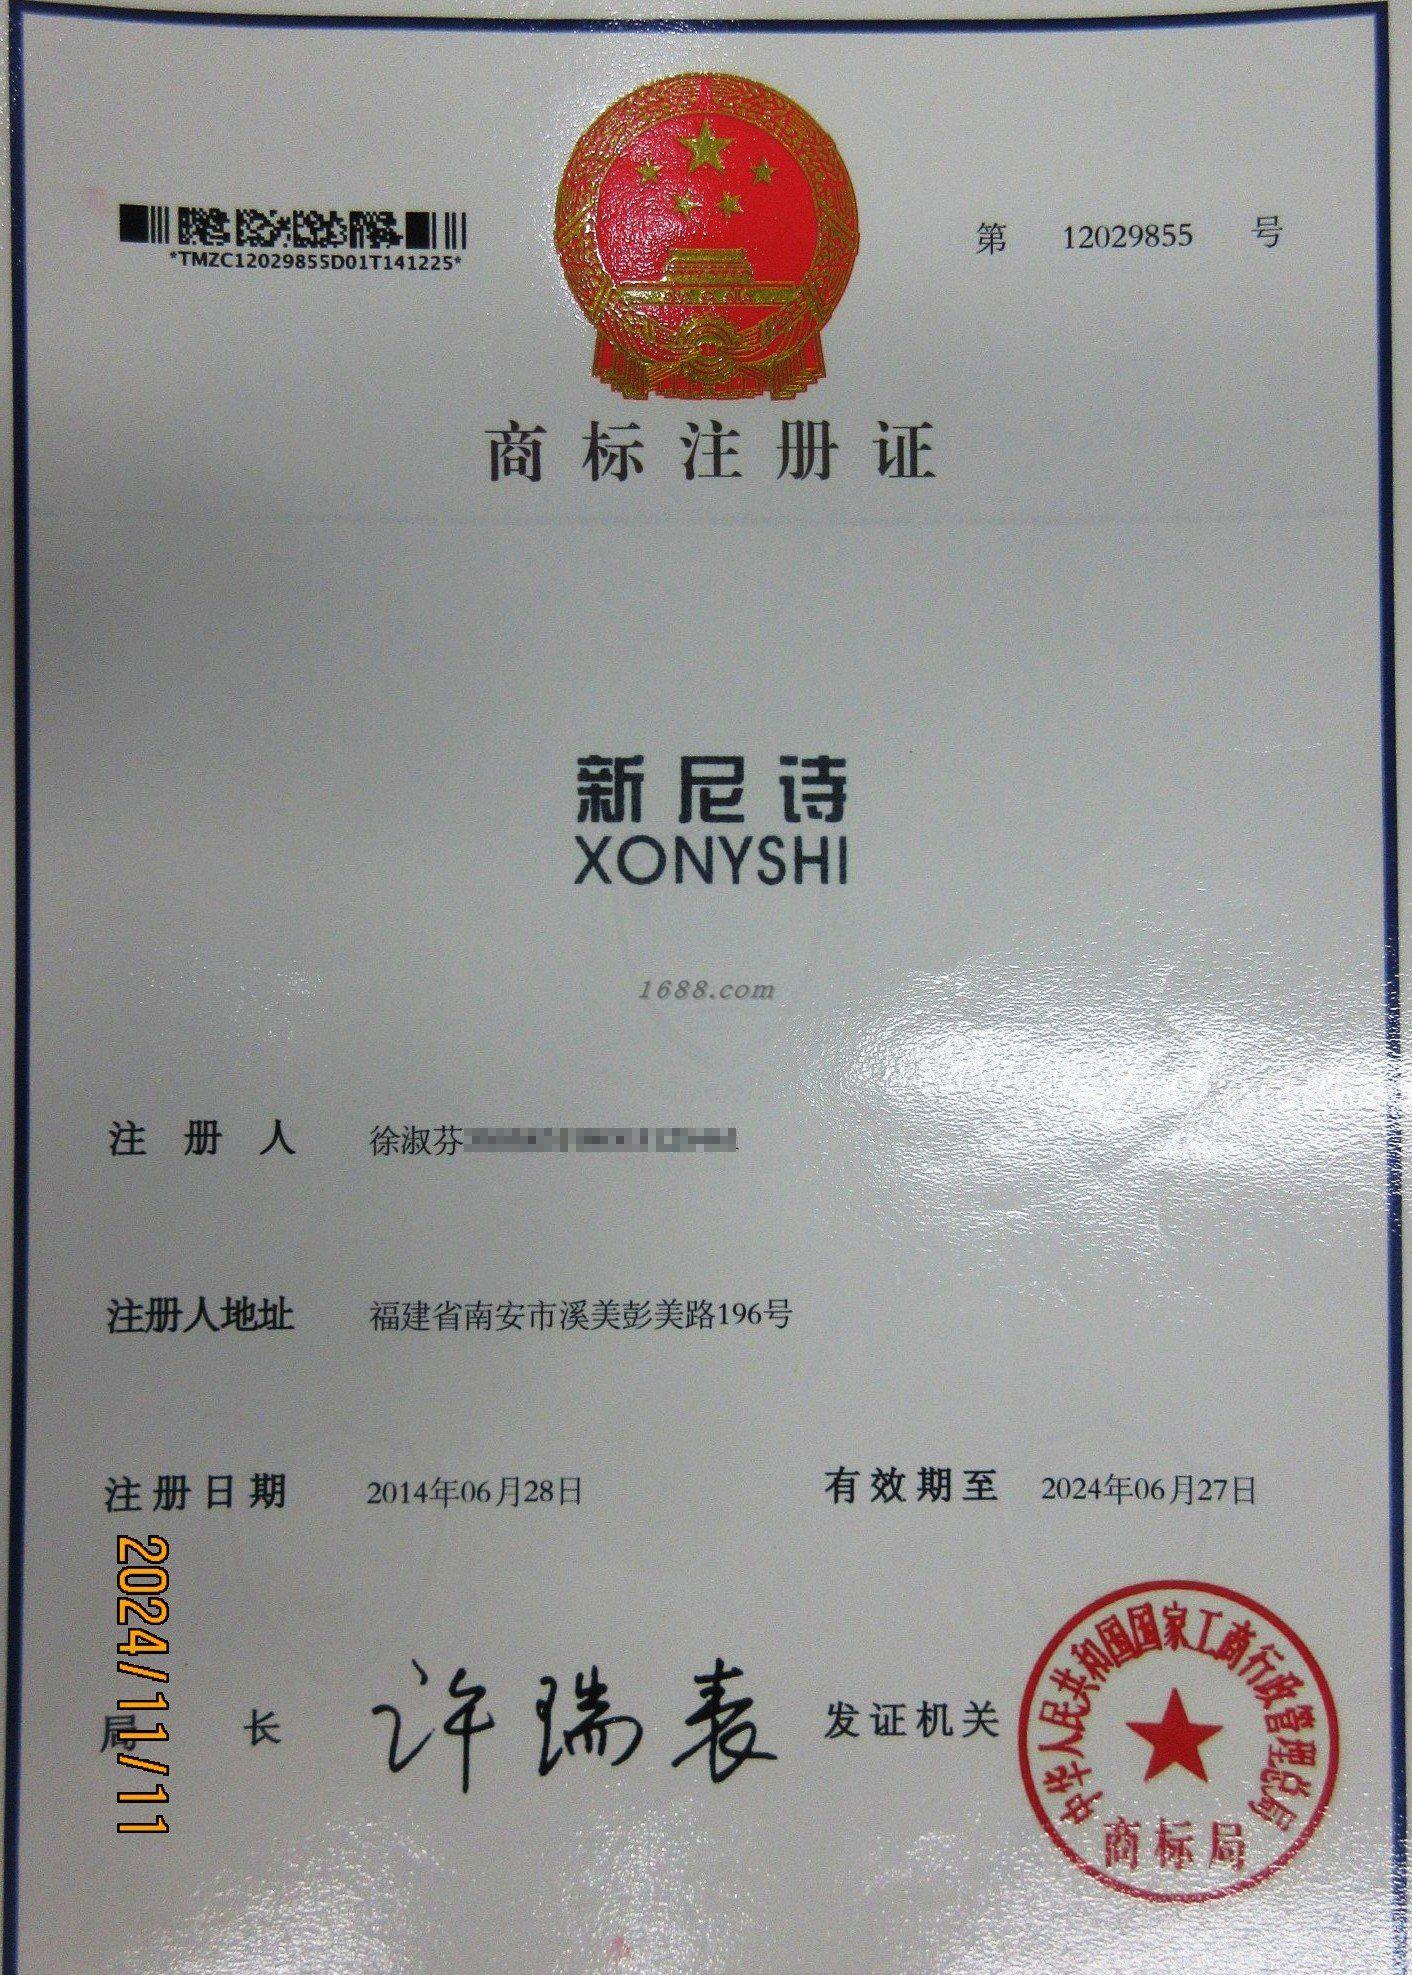 *TMZC12029855D01T141225*
第 12029855 号
商标注册证
新尼诗
XONYSHI
1688.com
注册人 徐淑芬
注册人地址 福建省南安市溪美彭美路196号
注册日期 2014年06月28日 有效期至 2024年06月27日
2024/11/11
局长 许瑞表 发证机关
中华人民共和国国家工商行政管理总局
商标局